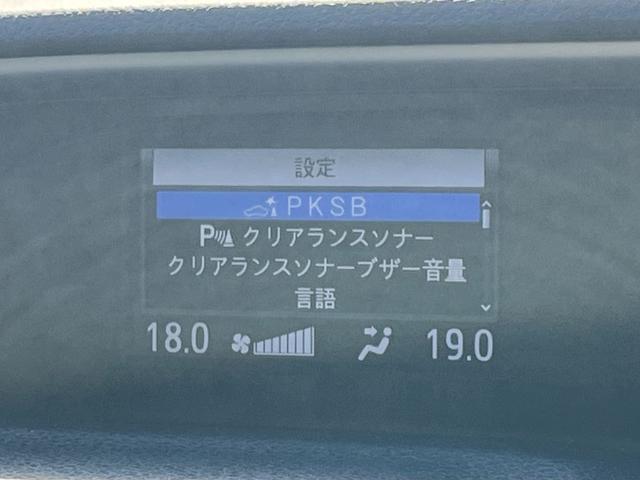 設定
PKSB
P クリアランスソナー
クリアランスソナーブザー音量
言語
18.0 19.0